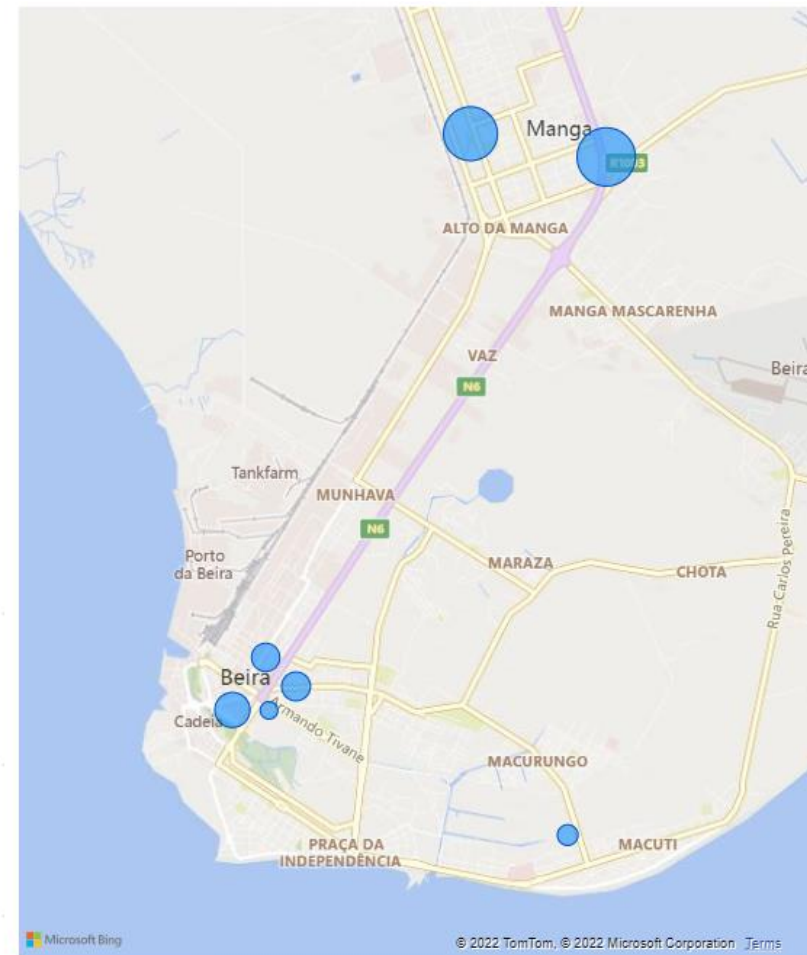 Manga
R1003
ALTO DA MANGA
MANGA MASCARENHA
VAZ
Beira
N6
Tankfarm
MUNHAVA
N6
Porto
da Beira
MARAZA
CHOTA
Rua Carlos Pereira
Beira
Cadeia
Armando Tivane
MACURUNGO
PRAÇA DA
INDEPENDÊNCIA
MACUTI
Microsoft Bing
© 2022 TomTom, © 2022 Microsoft Corporation Terms